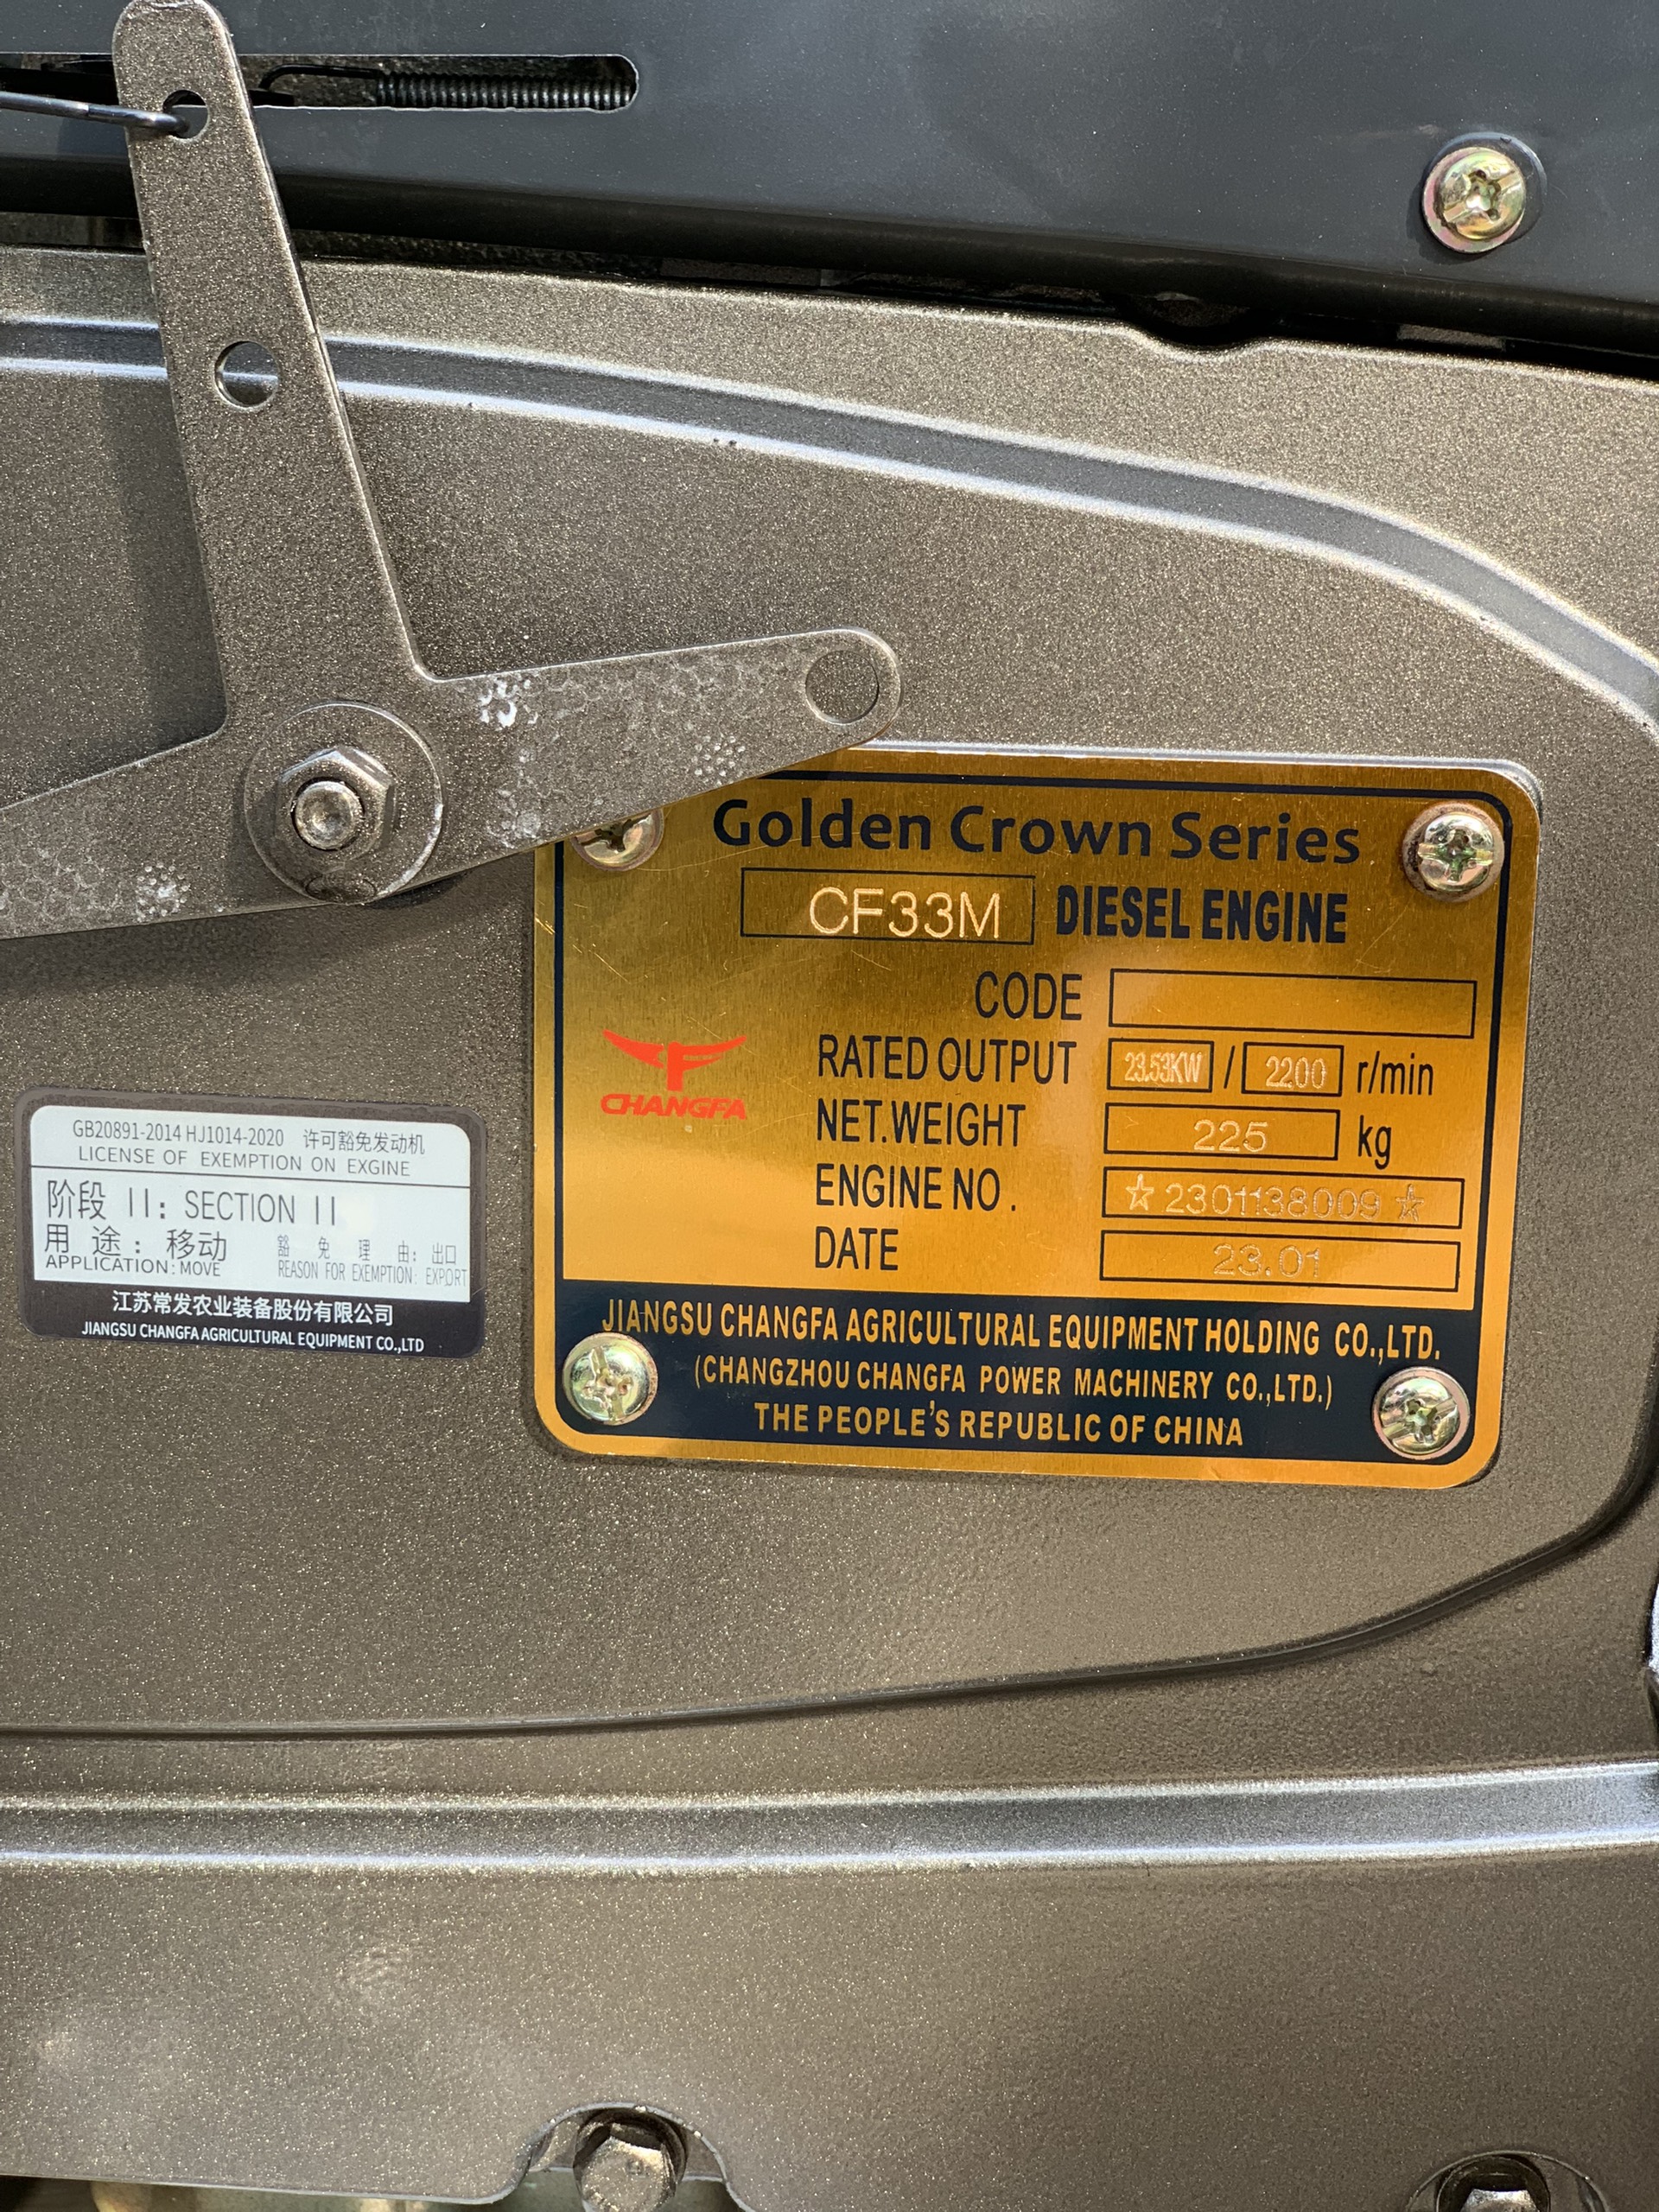 Golden Crown Series
CF33M DIESEL ENGINE
CODE
RATED OUTPUT 23.53KW / 2200 r/min
NET.WEIGHT 225 kg
ENGINE NO. ☆2301138009☆
DATE 23.01
CHANGFA
JIANGSU CHANGFA AGRICULTURAL EQUIPMENT HOLDING CO.,LTD.
(CHANGZHOU CHANGFA POWER MACHINERY CO.,LTD.)
THE PEOPLE'S REPUBLIC OF CHINA
GB20891-2014 HJ1014-2020 许可豁免发动机
LICENSE OF EXEMPTION ON EXGINE
阶段 II: SECTION II
用 途: 移动 豁 免 理 由: 出口
APPLICATION: MOVE REASON FOR EXEMPTION: EXPORT
江苏常发农业装备股份有限公司
JIANGSU CHANGFA AGRICULTURAL EQUIPMENT CO.,LTD